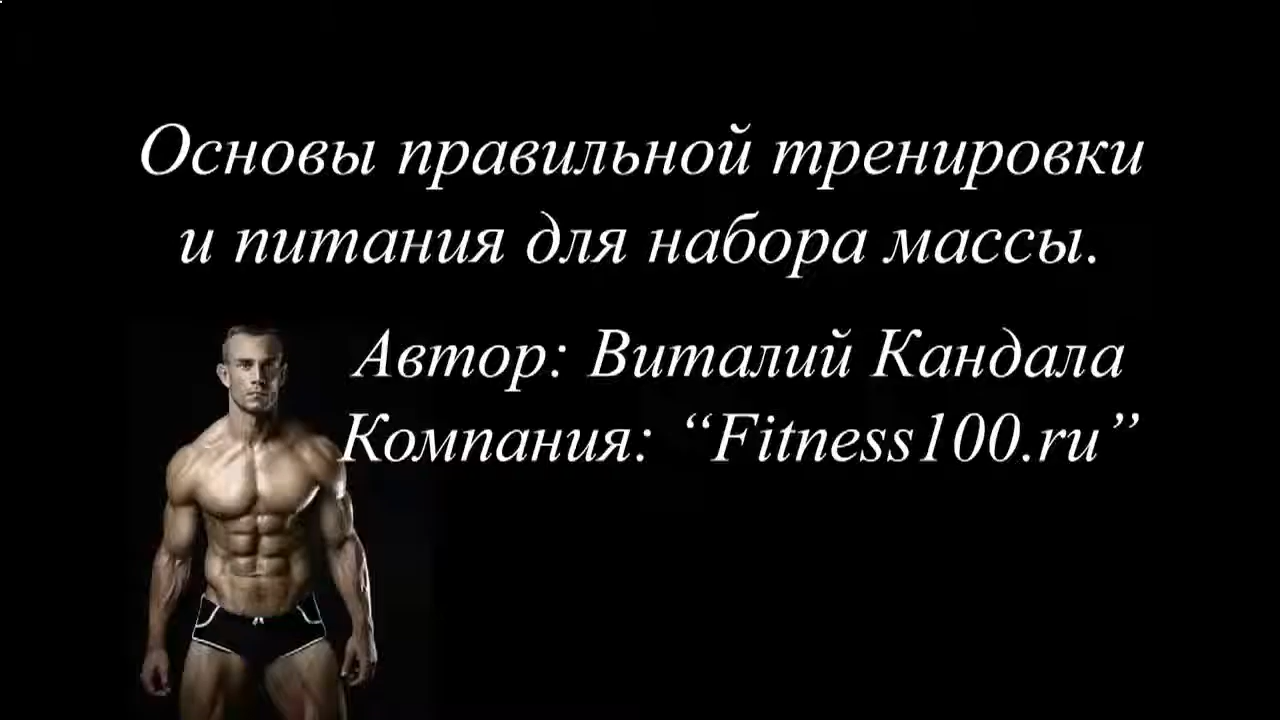 Основы правильной тренировки
и питания для набора массы.
Автор: Виталий Кандала
Компания: “Fitness100.ru”